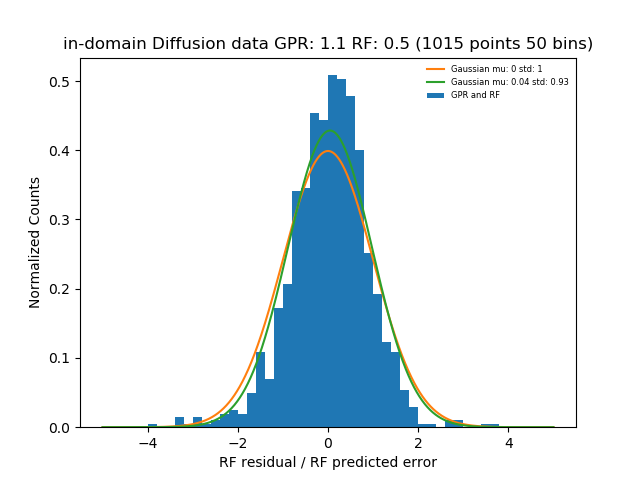 in-domain Diffusion data GPR: 1.1 RF: 0.5 (1015 points 50 bins)
Gaussian mu: 0 std: 1
Gaussian mu: 0.04 std: 0.93
GPR and RF
Normalized Counts
0.5
0.4
0.3
0.2
0.1
0.0
−4 −2 0 2 4
RF residual / RF predicted error